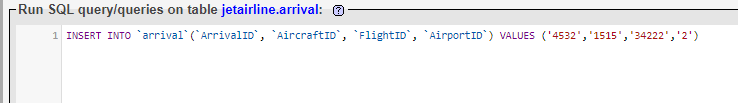 Run SQL query/queries on table jetairline.arrival:
1 INSERT INTO `arrival`(`ArrivalID`, `AircraftID`, `FlightID`, `AirportID`) VALUES ('4532','1515','34222','2')